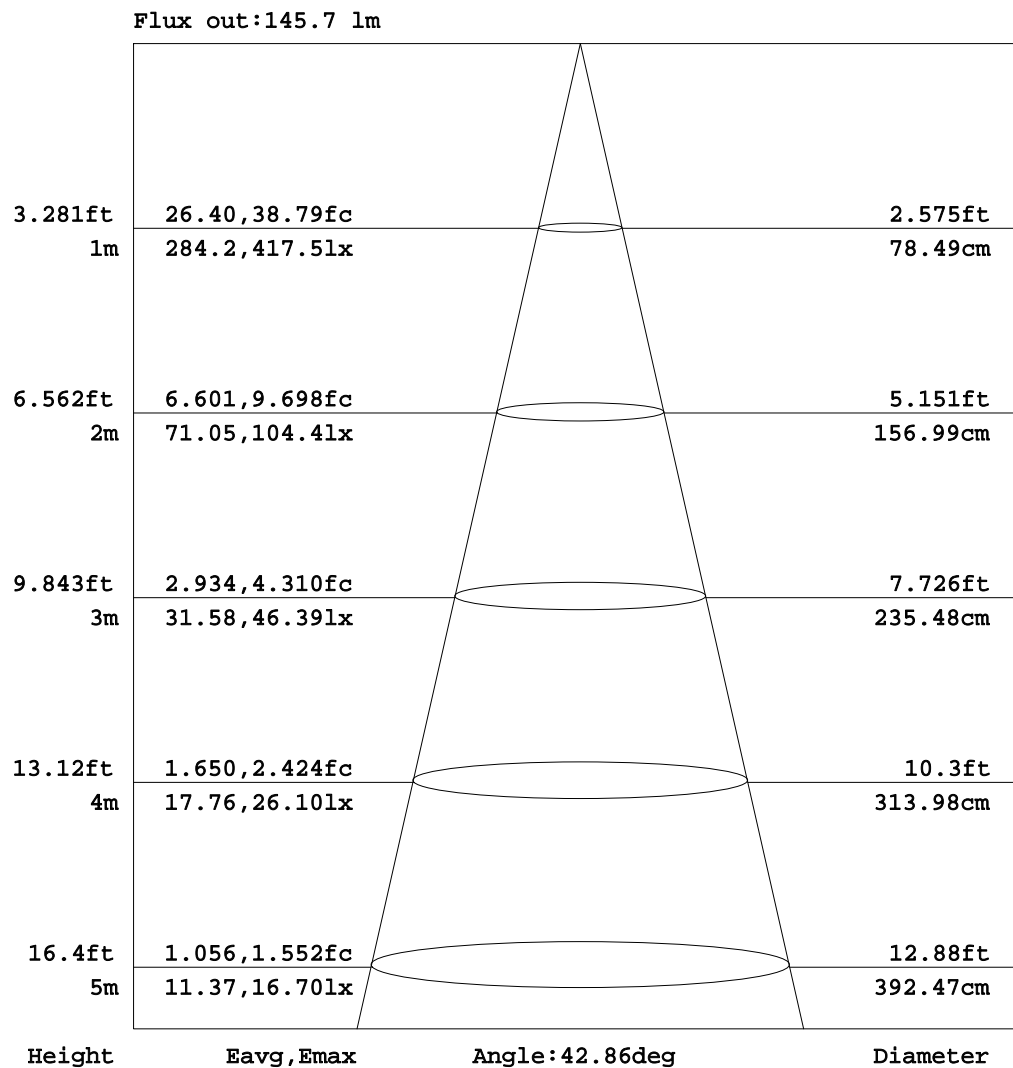 Flux out:145.7 lm
3.281ft 26.40,38.79fc 2.575ft
1m 284.2,417.5lx 78.49cm
6.562ft 6.601,9.698fc 5.151ft
2m 71.05,104.4lx 156.99cm
9.843ft 2.934,4.310fc 7.726ft
3m 31.58,46.39lx 235.48cm
13.12ft 1.650,2.424fc 10.3ft
4m 17.76,26.10lx 313.98cm
16.4ft 1.056,1.552fc 12.88ft
5m 11.37,16.70lx 392.47cm
Height Eavg,Emax Angle:42.86deg Diameter